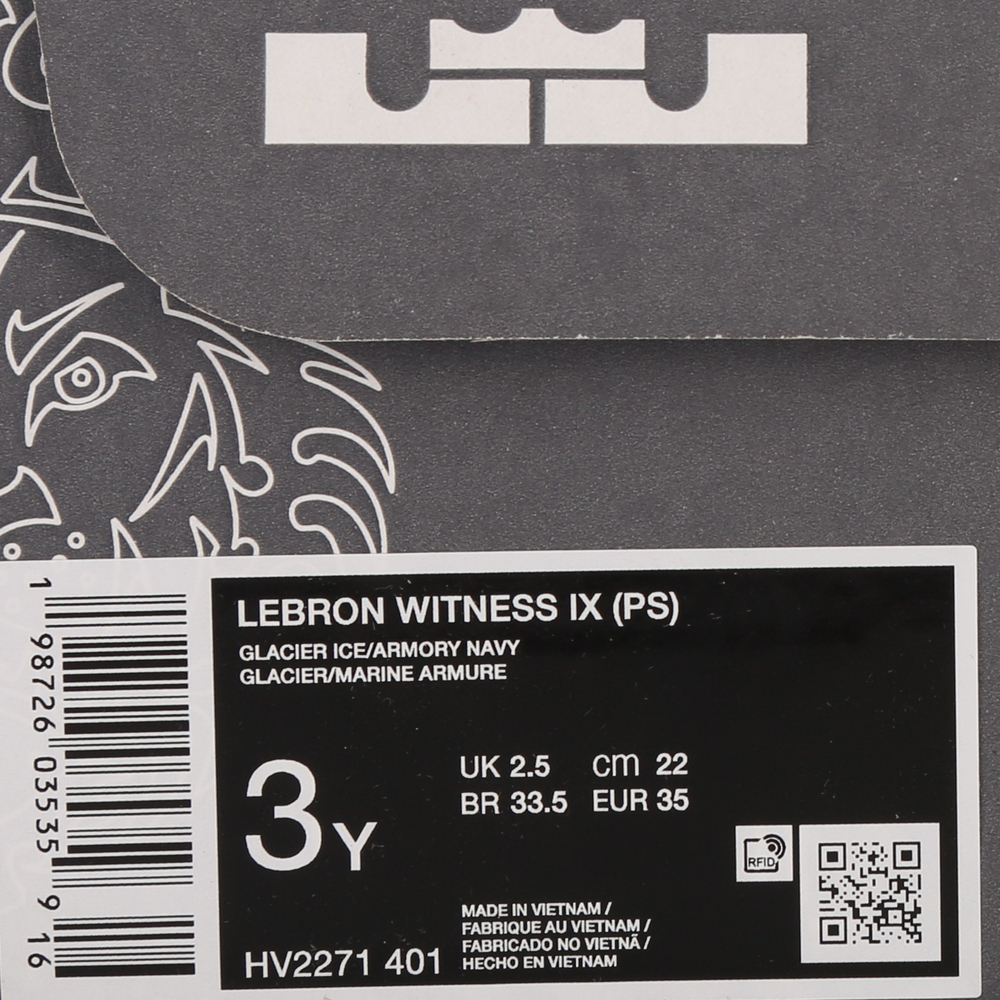 LEBRON WITNESS IX (PS)
GLACIER ICE/ARMORY NAVY
GLACIER/MARINE ARMURE
3Y
UK 2.5 cm 22
BR 33.5 EUR 35
RFID
MADE IN VIETNAM /
FABRIQUE AU VIETNAM /
FABRICADO NO VIETNÃ /
HECHO EN VIETNAM
HV2271 401
1 98726 03535 9 16